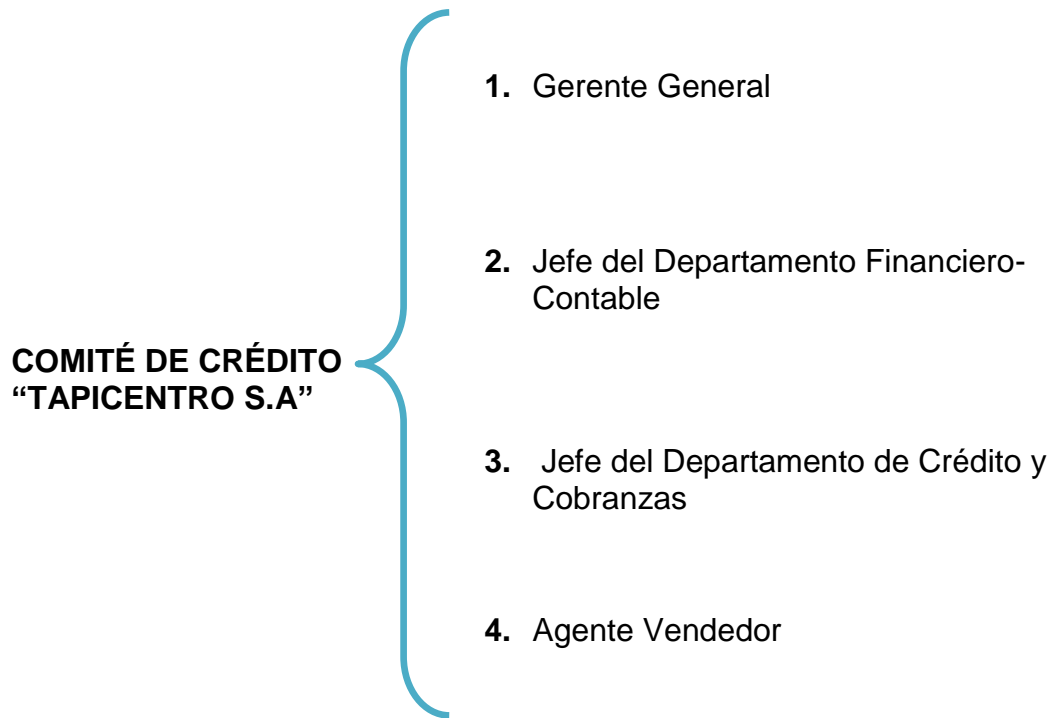 1. Gerente General
2. Jefe del Departamento Financiero-
Contable
COMITÉ DE CRÉDITO
“TAPICENTRO S.A”
3. Jefe del Departamento de Crédito y
Cobranzas
4. Agente Vendedor